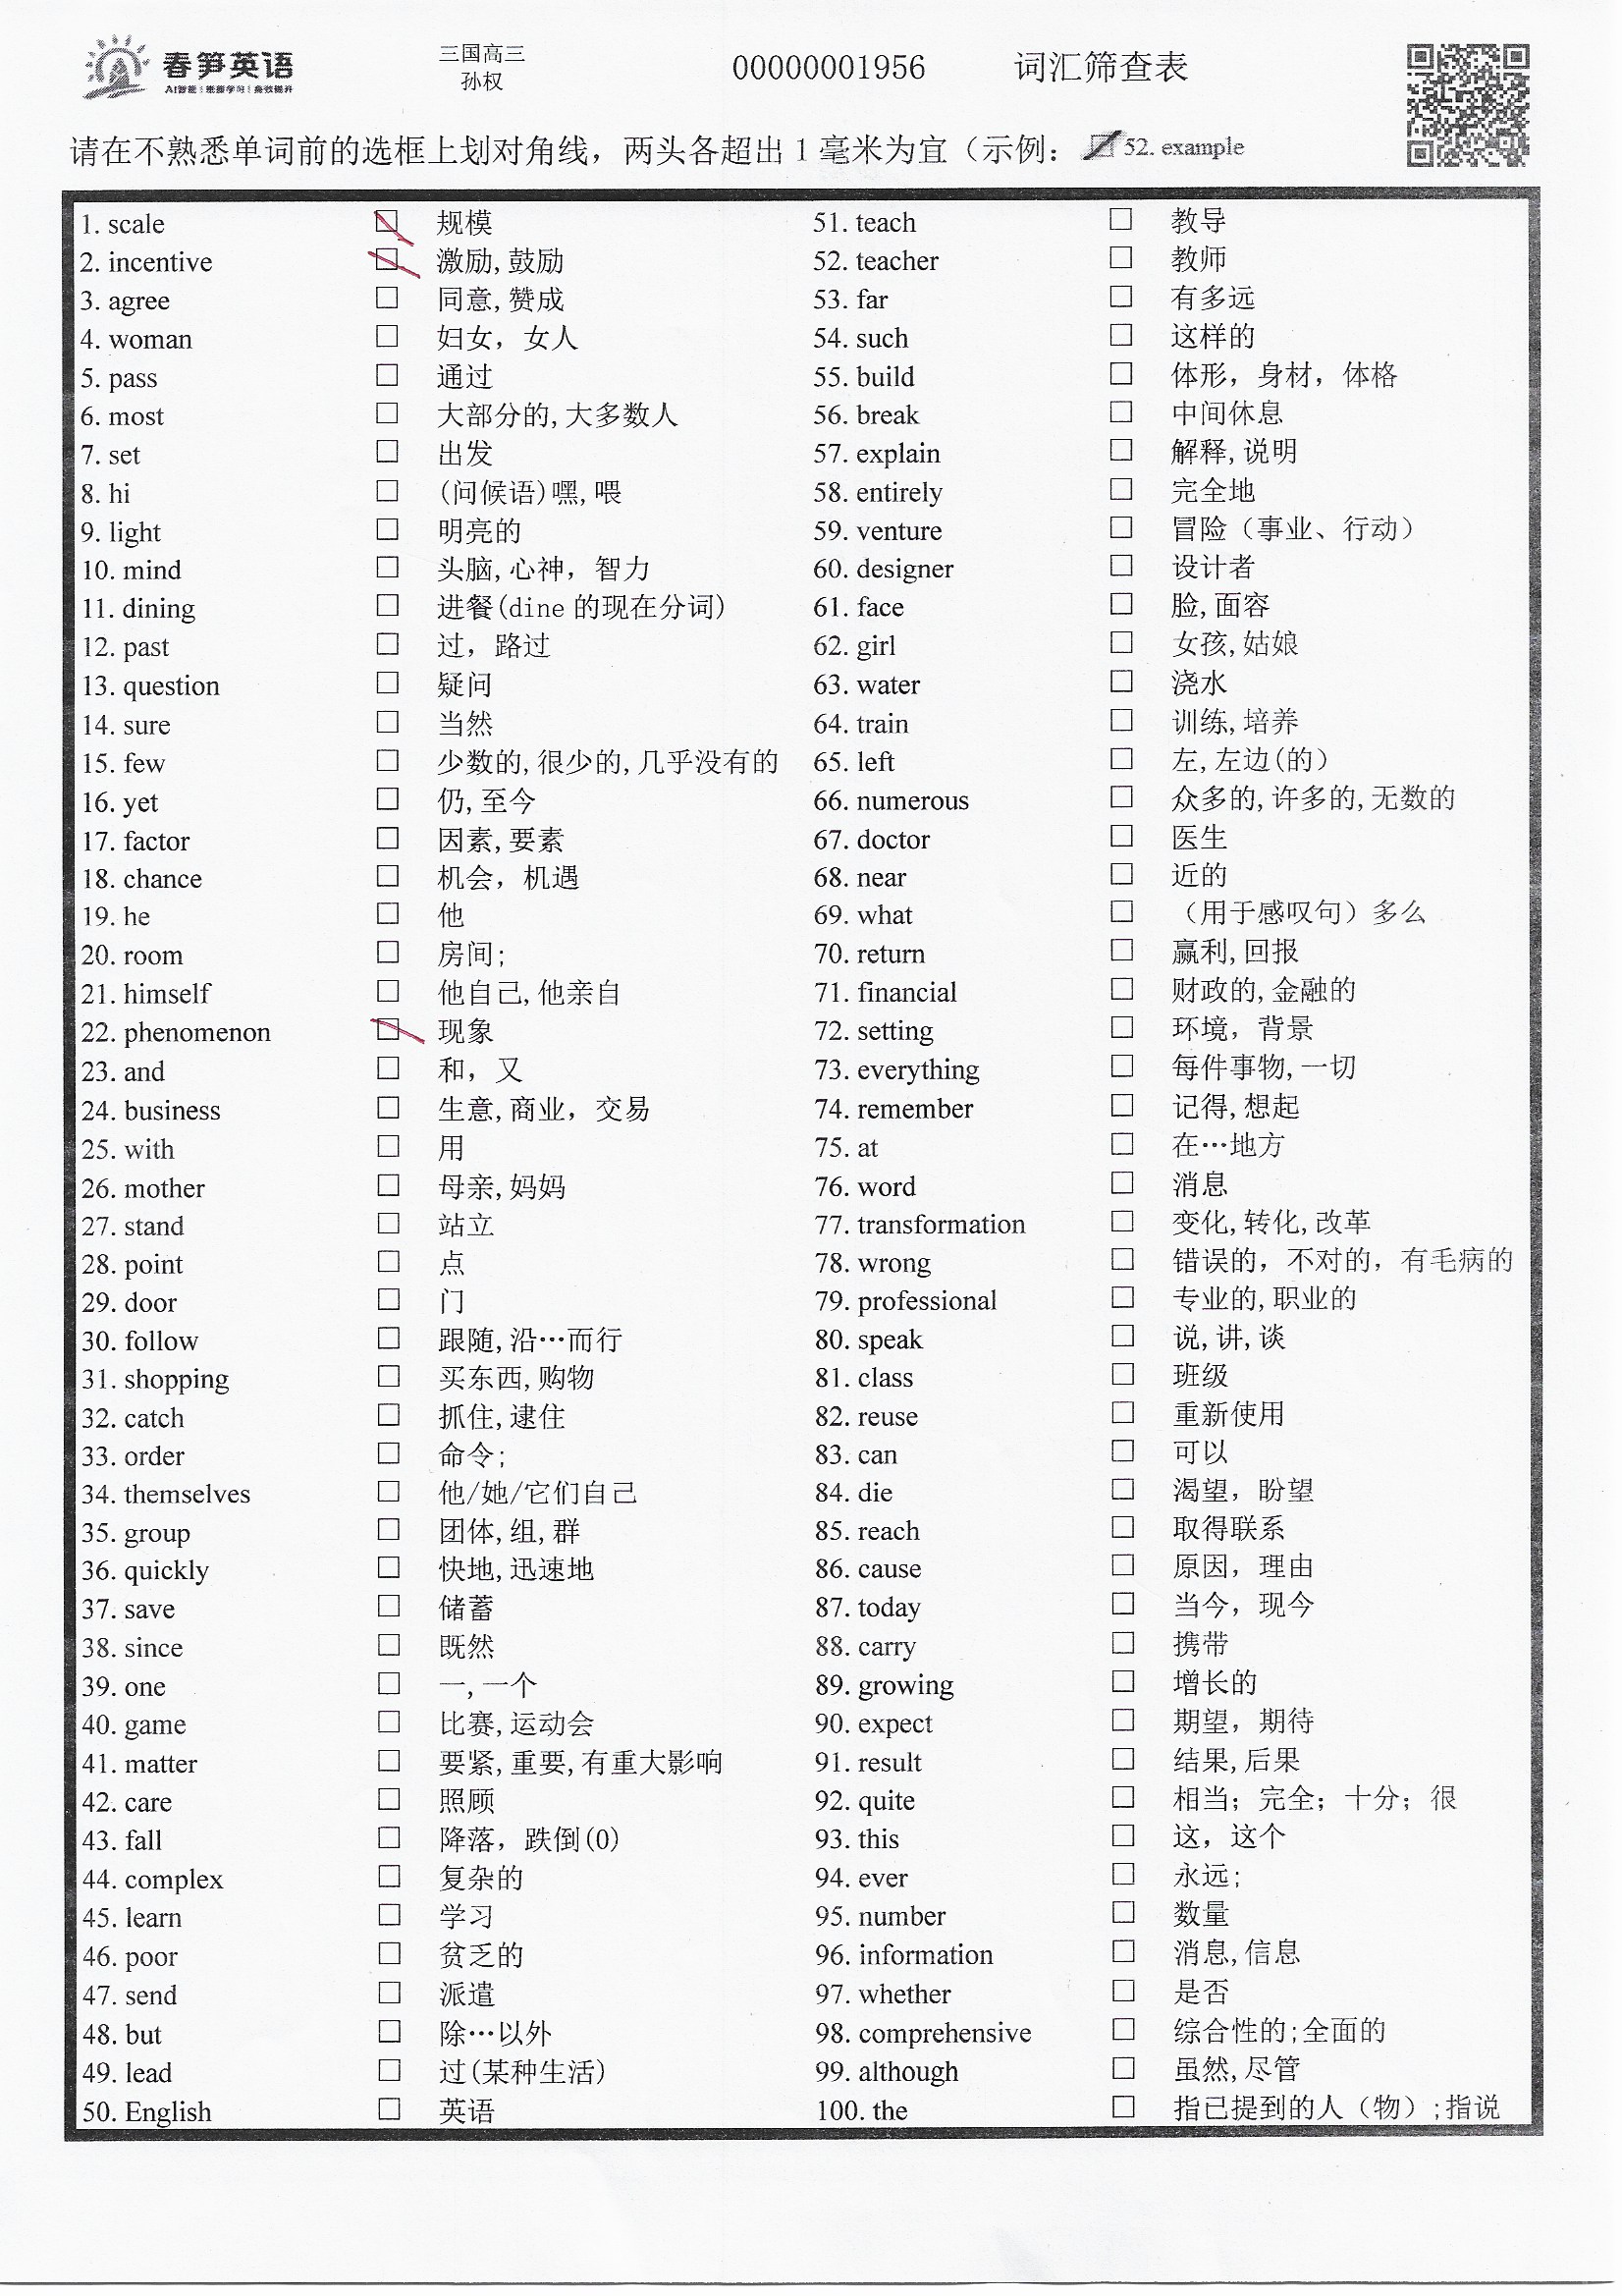 春笋英语
AI智能｜思服学习｜高效提升
三国高三
孙权
00000001956
词汇筛查表
请在不熟悉单词前的选框上划对角线，两头各超出1毫米为宜（示例： 52. example
1. scale □ 规模
2. incentive □ 激励,鼓励
3. agree □ 同意,赞成
4. woman □ 妇女，女人
5. pass □ 通过
6. most □ 大部分的,大多数人
7. set □ 出发
8. hi □ (问候语)嘿,喂
9. light □ 明亮的
10. mind □ 头脑,心神，智力
11. dining □ 进餐(dine 的现在分词)
12. past □ 过，路过
13. question □ 疑问
14. sure □ 当然
15. few □ 少数的,很少的,几乎没有的
16. yet □ 仍,至今
17. factor □ 因素,要素
18. chance □ 机会，机遇
19. he □ 他
20. room □ 房间;
21. himself □ 他自己,他亲自
22. phenomenon □ 现象
23. and □ 和，又
24. business □ 生意,商业，交易
25. with □ 用
26. mother □ 母亲,妈妈
27. stand □ 站立
28. point □ 点
29. door □ 门
30. follow □ 跟随,沿…而行
31. shopping □ 买东西,购物
32. catch □ 抓住,逮住
33. order □ 命令;
34. themselves □ 他/她/它们自己
35. group □ 团体,组,群
36. quickly □ 快地,迅速地
37. save □ 储蓄
38. since □ 既然
39. one □ 一,一个
40. game □ 比赛,运动会
41. matter □ 要紧,重要,有重大影响
42. care □ 照顾
43. fall □ 降落，跌倒(0)
44. complex □ 复杂的
45. learn □ 学习
46. poor □ 贫乏的
47. send □ 派遣
48. but □ 除…以外
49. lead □ 过(某种生活)
50. English □ 英语
51. teach □ 教导
52. teacher □ 教师
53. far □ 有多远
54. such □ 这样的
55. build □ 体形，身材，体格
56. break □ 中间休息
57. explain □ 解释,说明
58. entirely □ 完全地
59. venture □ 冒险（事业、行动）
60. designer □ 设计者
61. face □ 脸,面容
62. girl □ 女孩,姑娘
63. water □ 浇水
64. train □ 训练,培养
65. left □ 左,左边(的)
66. numerous □ 众多的,许多的,无数的
67. doctor □ 医生
68. near □ 近的
69. what □ （用于感叹句）多么
70. return □ 赢利,回报
71. financial □ 财政的,金融的
72. setting □ 环境，背景
73. everything □ 每件事物,一切
74. remember □ 记得,想起
75. at □ 在…地方
76. word □ 消息
77. transformation □ 变化,转化,改革
78. wrong □ 错误的，不对的，有毛病的
79. professional □ 专业的,职业的
80. speak □ 说,讲,谈
81. class □ 班级
82. reuse □ 重新使用
83. can □ 可以
84. die □ 渴望，盼望
85. reach □ 取得联系
86. cause □ 原因，理由
87. today □ 当今，现今
88. carry □ 携带
89. growing □ 增长的
90. expect □ 期望，期待
91. result □ 结果,后果
92. quite □ 相当；完全；十分；很
93. this □ 这，这个
94. ever □ 永远;
95. number □ 数量
96. information □ 消息,信息
97. whether □ 是否
98. comprehensive □ 综合性的;全面的
99. although □ 虽然,尽管
100. the □ 指已提到的人（物）;指说